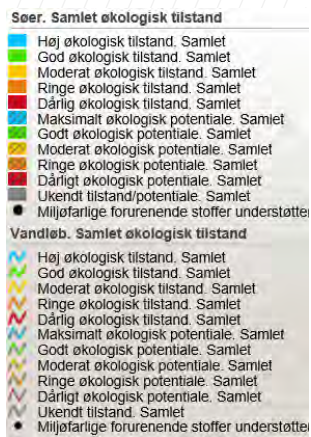 Søer. Samlet økologisk tilstand
Høj økologisk tilstand. Samlet
God økologisk tilstand. Samlet
Moderat økologisk tilstand. Samlet
Ringe økologisk tilstand. Samlet
Dårlig økologisk tilstand. Samlet
Maksimalt økologisk potentiale. Samlet
Godt økologisk potentiale. Samlet
Moderat økologisk potentiale. Samlet
Ringe økologisk potentiale. Samlet
Dårligt økologisk potentiale. Samlet
Ukendt tilstand/potentiale. Samlet
Miljøfarlige forurenende stoffer understøtter
Vandløb. Samlet økologisk tilstand
Høj økologisk tilstand. Samlet
God økologisk tilstand. Samlet
Moderat økologisk tilstand. Samlet
Ringe økologisk tilstand. Samlet
Dårlig økologisk tilstand. Samlet
Maksimalt økologisk potentiale. Samlet
Godt økologisk potentiale. Samlet
Moderat økologisk potentiale. Samlet
Ringe økologisk potentiale. Samlet
Dårligt økologisk potentiale. Samlet
Ukendt tilstand. Samlet
Miljøfarlige forurenende stoffer understøtter